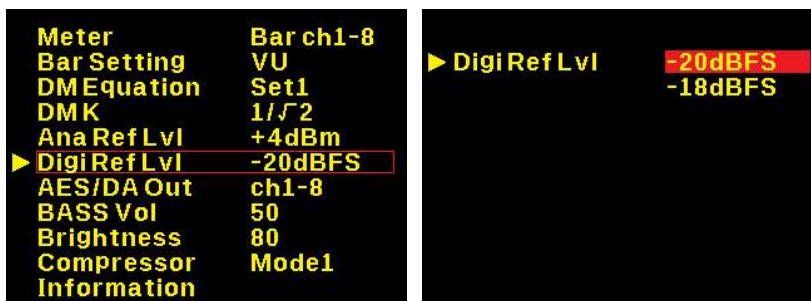 Meter Bar ch1-8
Bar Setting VU
DM Equation Set1
DM K 1/√2
Ana Ref Lvl +4dBm
Digi Ref Lvl -20dBFS
AES/DA Out ch1-8
BASS Vol 50
Brightness 80
Compressor Mode1
Information
Digi Ref Lvl -20dBFS
-18dBFS